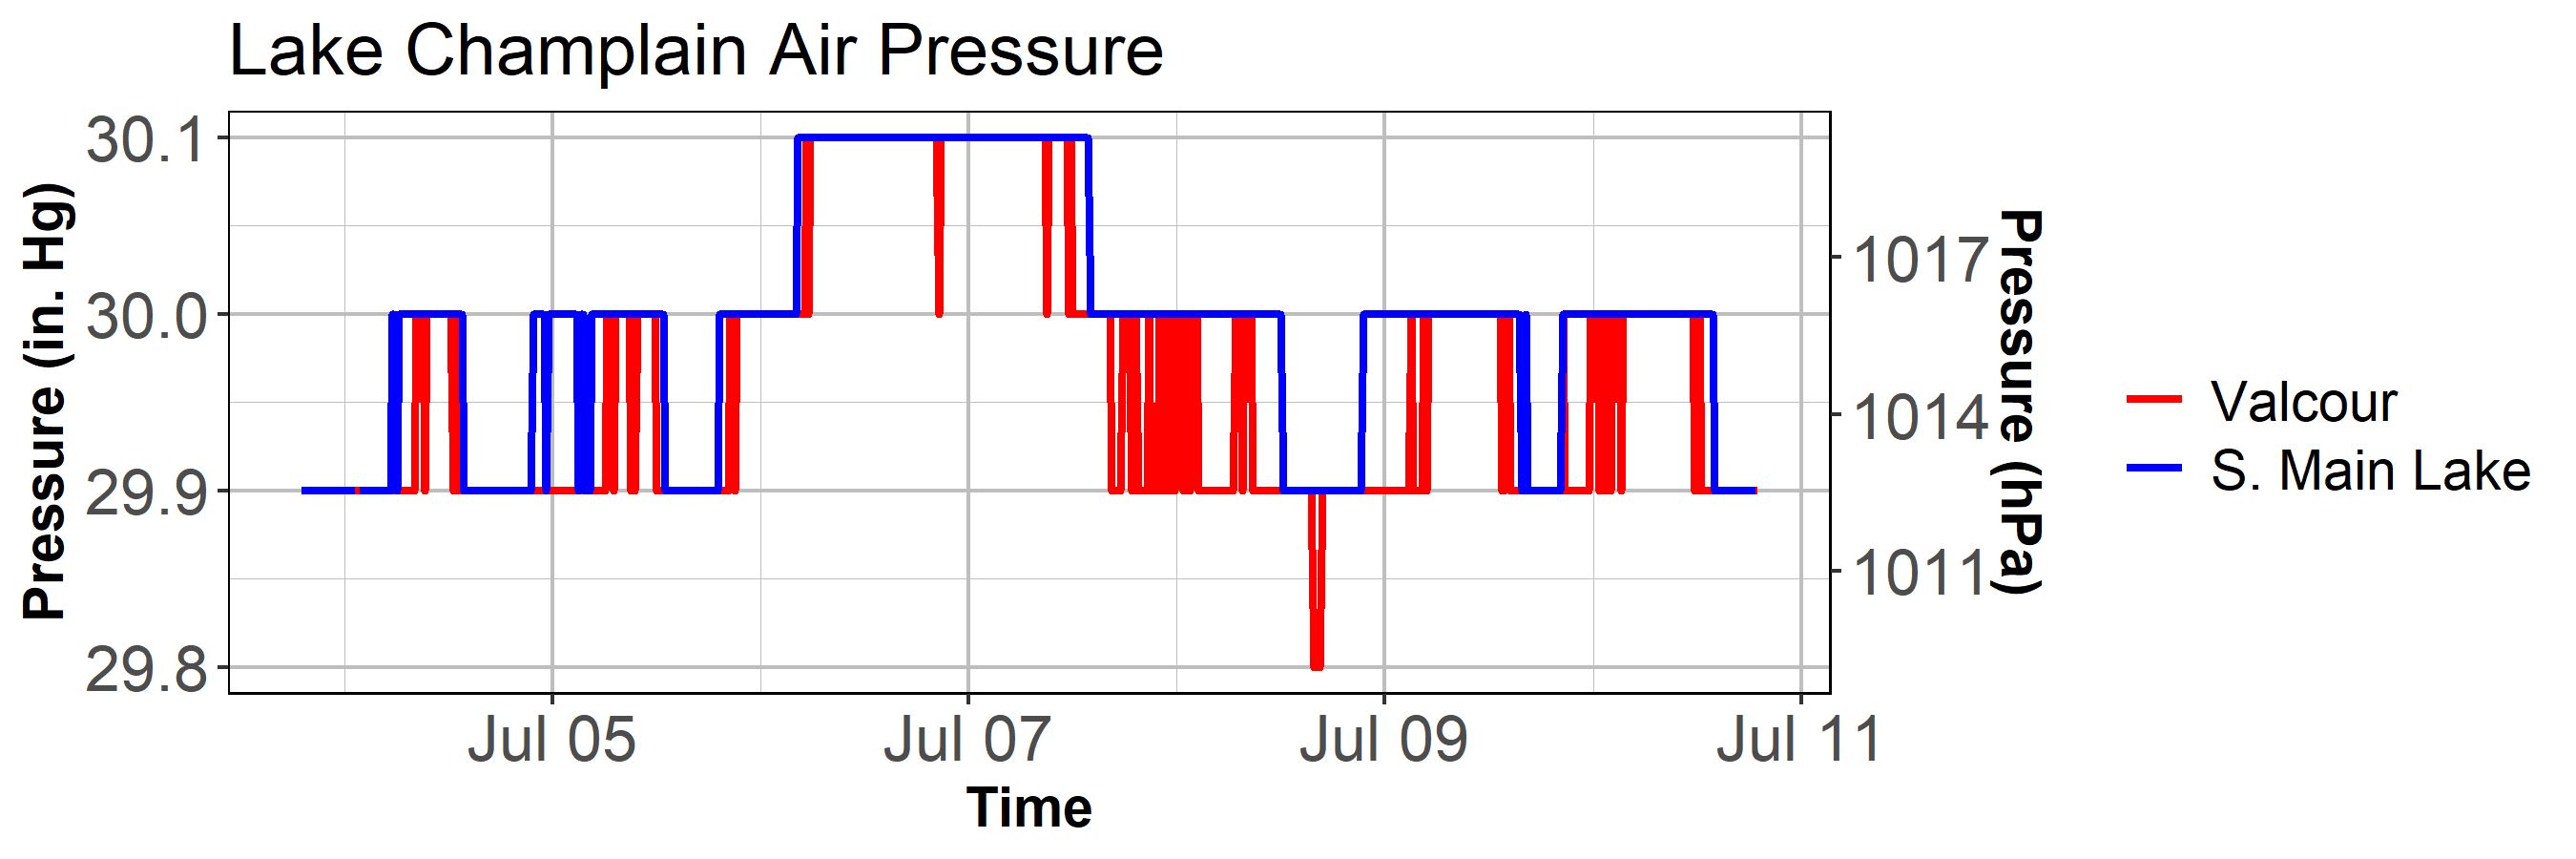 Lake Champlain Air Pressure
Pressure (in. Hg)
30.1
30.0
29.9
29.8
1017
1014
1011
Pressure (hPa)
Jul 05
Jul 07
Jul 09
Jul 11
Time
Valcour
S. Main Lake